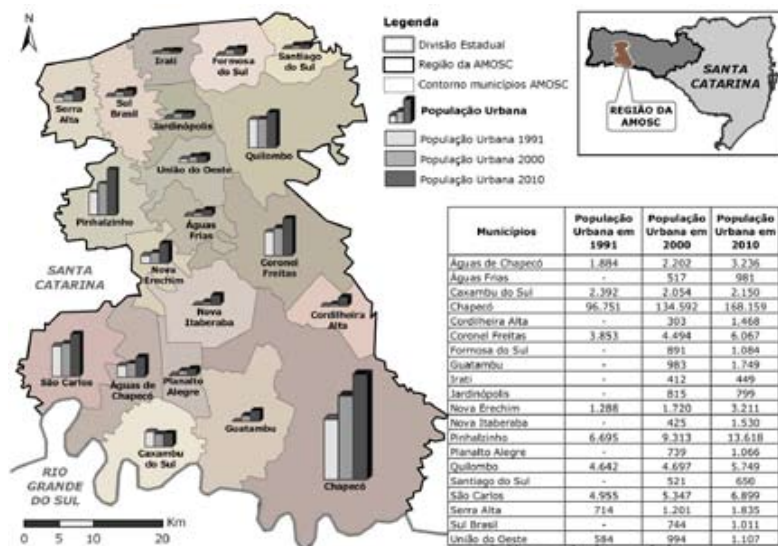 N
Irati
Formosa
do Sul
Santiago
do Sul
Serra
Alta
Sul
Brasil
Jardinópolis
Quilombo
União do Oeste
Pinhalzinho
Águas
Frias
Coronel
Freitas
Nova
Erechim
SANTA
CATARINA
Nova
Itaberaba
Cordilheira
Alta
São Carlos
Águas de
Chapecó
Planalto
Alegre
Guatambu
Caxambu
do Sul
Chapecó
RIO
GRANDE
DO SUL
0 5 10 20
Km
Legenda
Divisão Estadual
Região da AMOSC
Contorno municípios AMOSC
População Urbana
População Urbana 1991
População Urbana 2000
População Urbana 2010
SANTA
CATARINA
REGIÃO DA
AMOSC
Municípios População Urbana em 1991 População Urbana em 2000 População Urbana em 2010
Águas de Chapecó 1.884 2.202 3.236
Águas Frias - 517 981
Caxambu do Sul 2.392 2.054 2.150
Chapecó 96.751 134.592 168.159
Cordilheira Alta - 303 1.468
Coronel Freitas 3.853 4.494 6.067
Formosa do Sul - 891 1.084
Guatambu - 983 1.749
Irati - 412 449
Jardinópolis - 815 799
Nova Erechim 1.288 1.720 3.211
Nova Itaberaba - 425 1.530
Pinhalzinho 6.695 9.313 13.618
Planalto Alegre - 739 1.066
Quilombo 4.642 4.697 5.749
Santiago do Sul - 521 650
São Carlos 4.955 5.347 6.899
Serra Alta 714 1.201 1.835
Sul Brasil - 744 1.011
União do Oeste 584 994 1.107